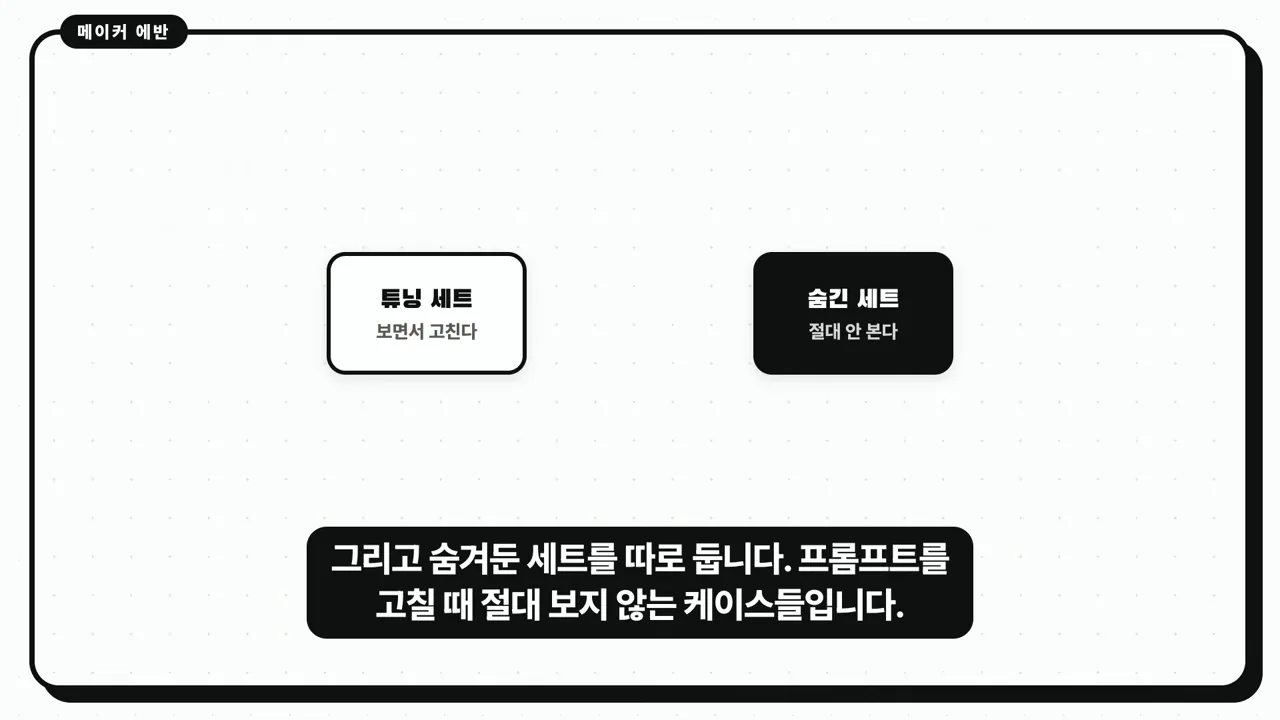 메이커 에반
튜닝 세트
보면서 고친다
숨긴 세트
절대 안 본다
그리고 숨겨둔 세트를 따로 둡니다. 프롬프트를
고칠 때 절대 보지 않는 케이스들입니다.